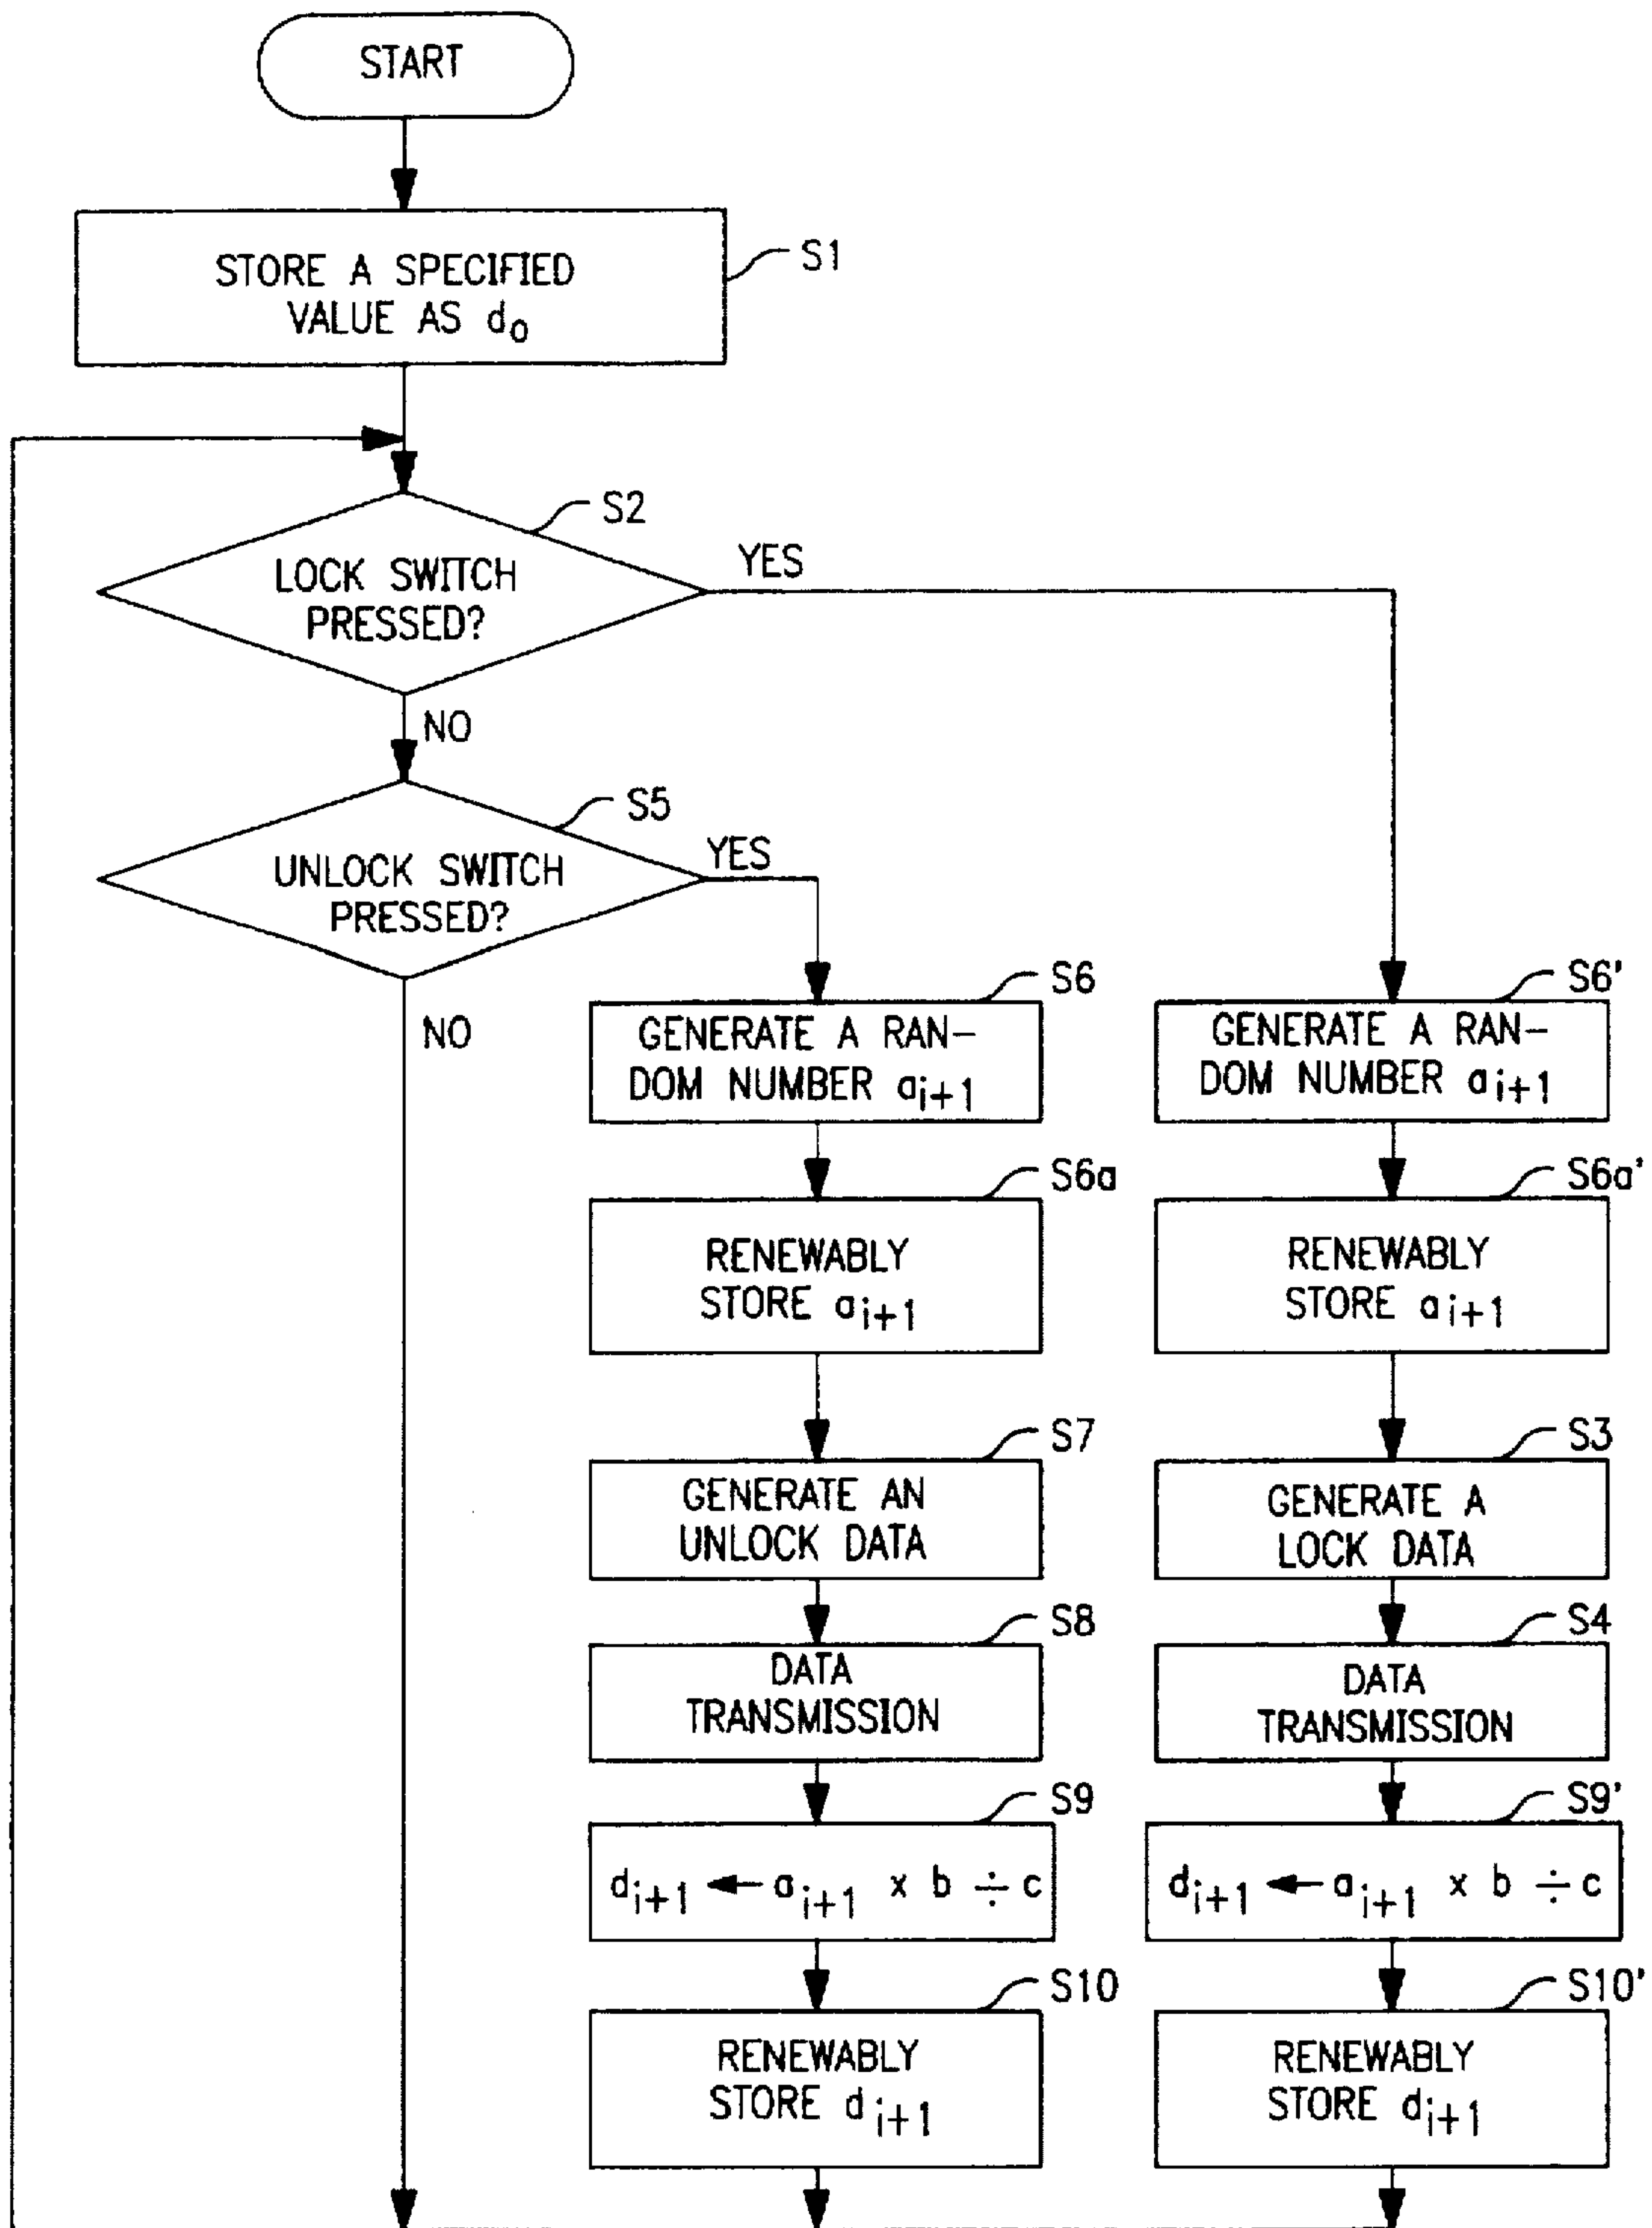 START
STORE A SPECIFIED
VALUE AS d₀
S1
LOCK SWITCH
PRESSED?
S2
YES
NO
UNLOCK SWITCH
PRESSED?
S5
YES
NO
S6
GENERATE A RAN-
DOM NUMBER aᵢ₊₁
S6a
RENEWABLY
STORE aᵢ₊₁
S7
GENERATE AN
UNLOCK DATA
S8
DATA
TRANSMISSION
S9
dᵢ₊₁ ← aᵢ₊₁ x b ÷ c
S10
RENEWABLY
STORE dᵢ₊₁
S6'
GENERATE A RAN-
DOM NUMBER aᵢ₊₁
S6a'
RENEWABLY
STORE aᵢ₊₁
S3
GENERATE A
LOCK DATA
S4
DATA
TRANSMISSION
S9'
dᵢ₊₁ ← aᵢ₊₁ x b ÷ c
S10'
RENEWABLY
STORE dᵢ₊₁